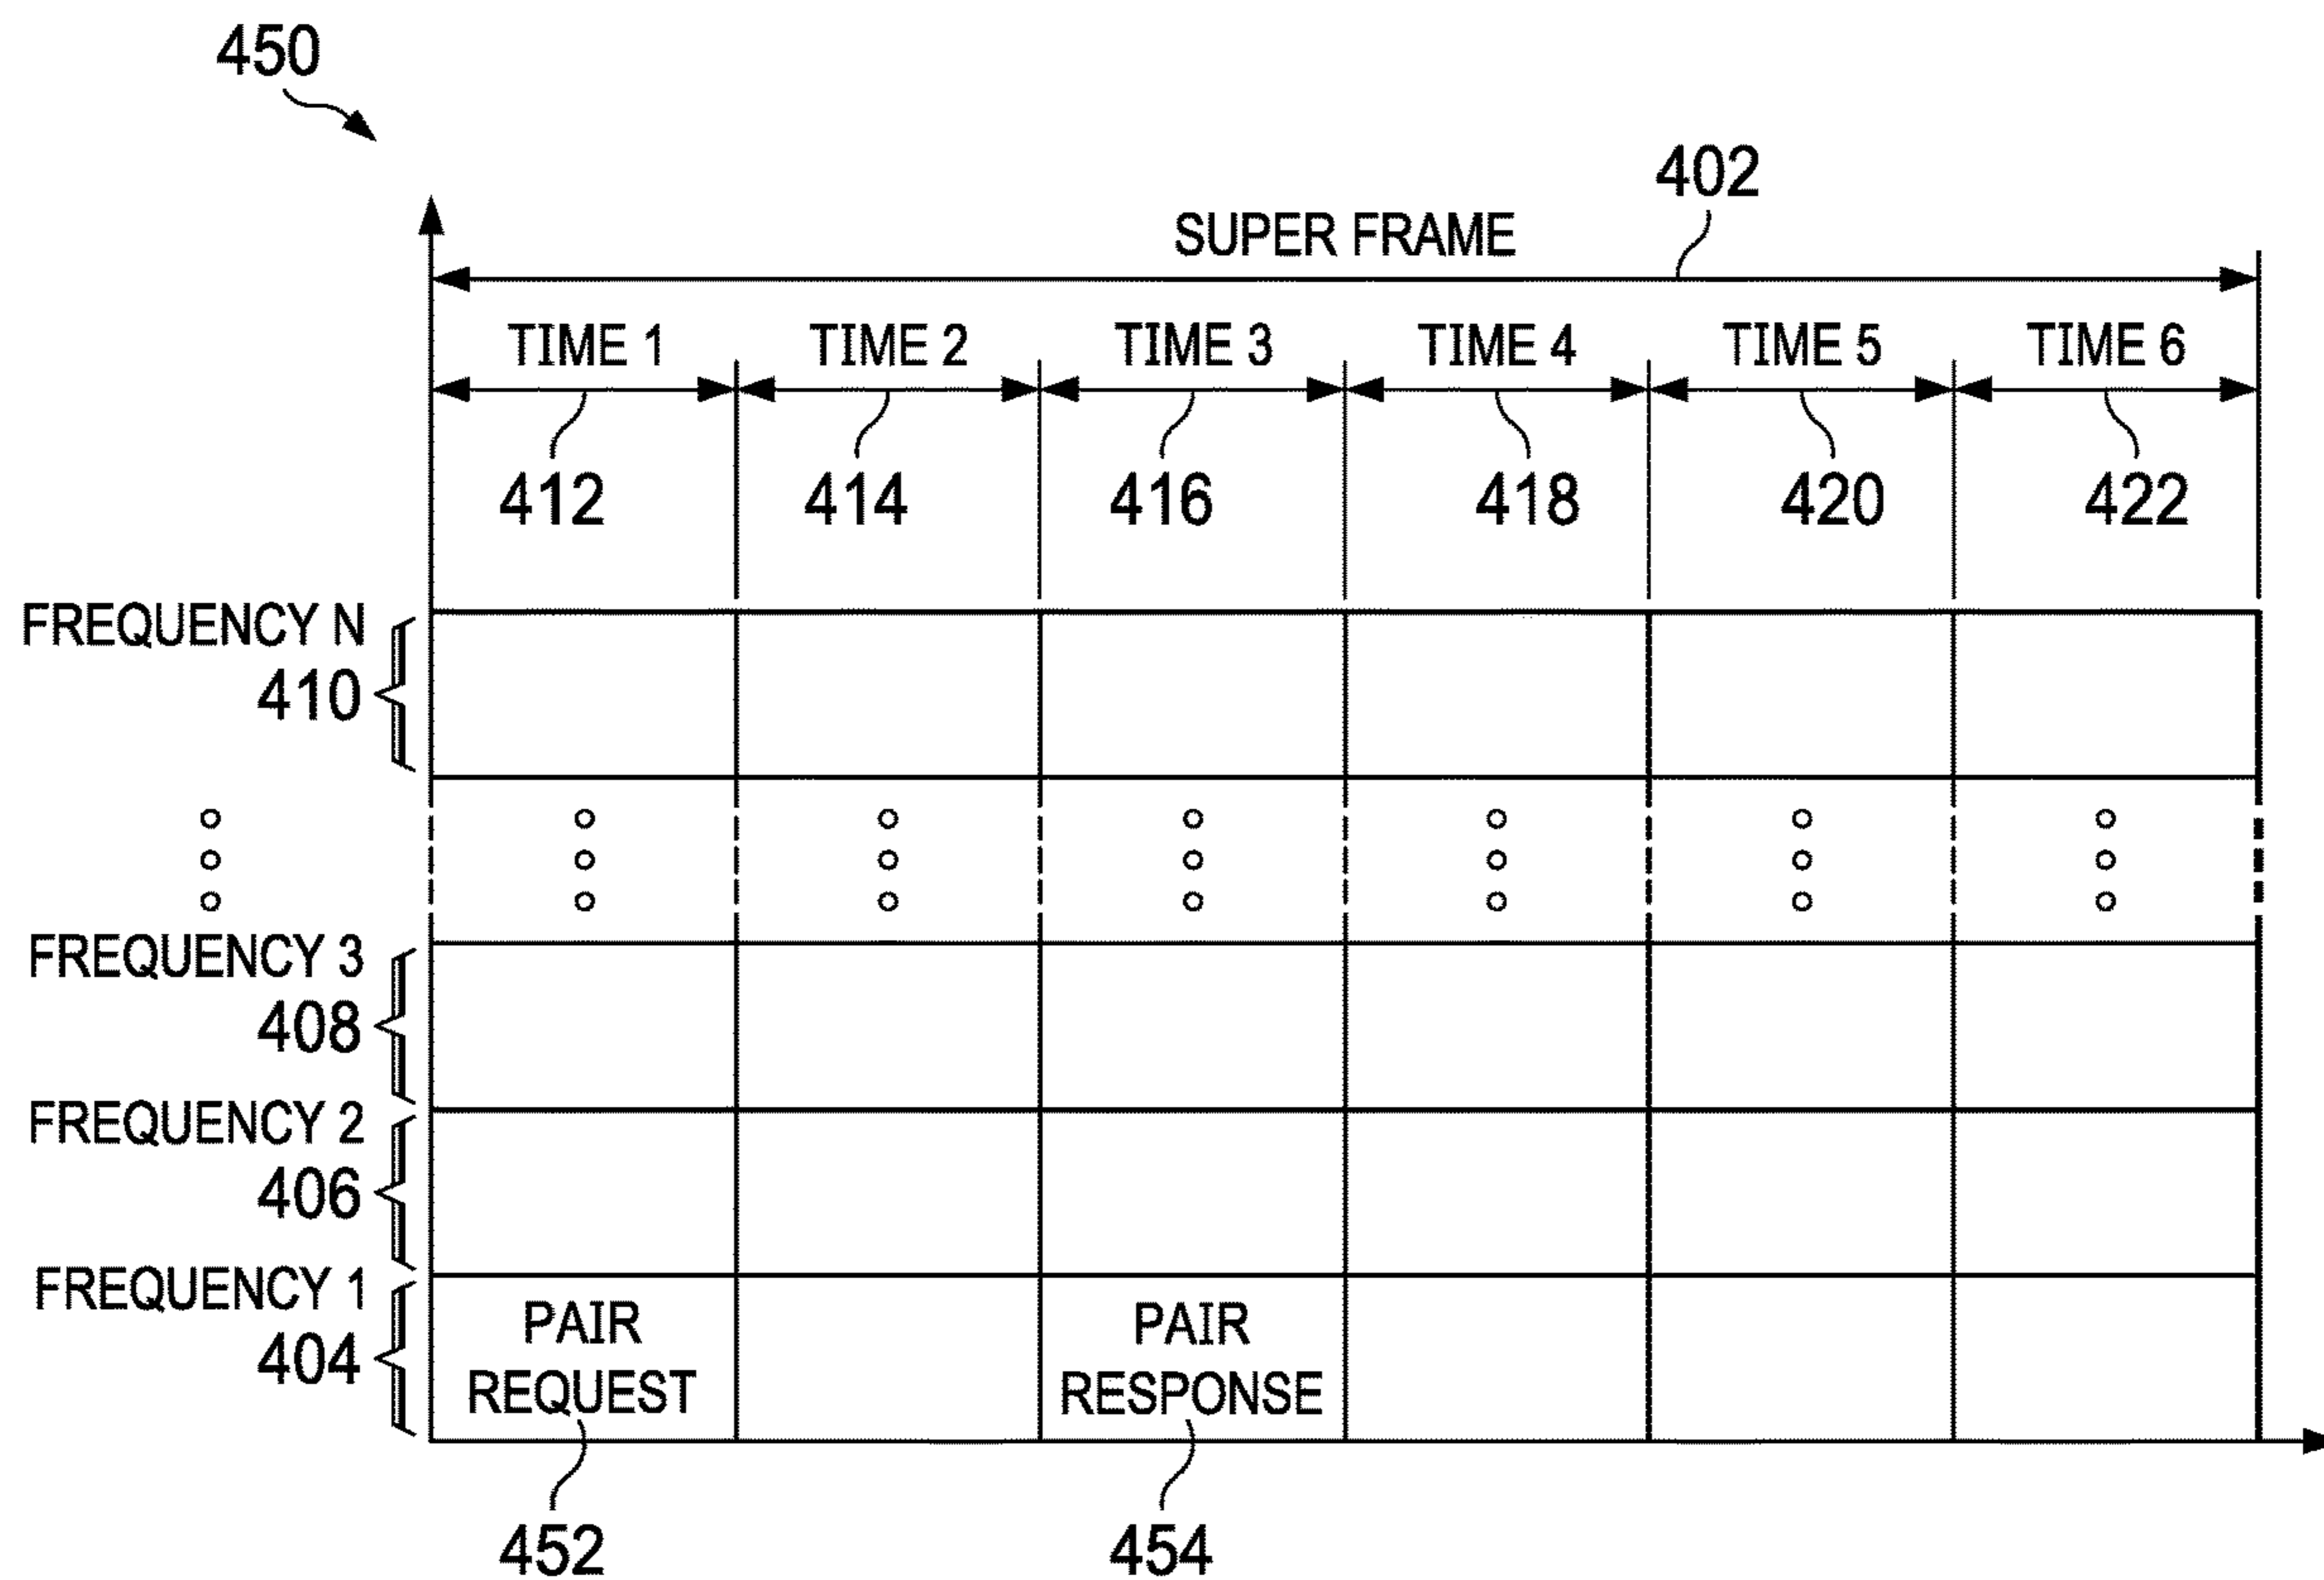 450
402
SUPER FRAME
TIME 1 TIME 2 TIME 3 TIME 4 TIME 5 TIME 6
412 414 416 418 420 422
FREQUENCY N
410
FREQUENCY 3
408
FREQUENCY 2
406
FREQUENCY 1
404
PAIR
REQUEST
PAIR
RESPONSE
452 454